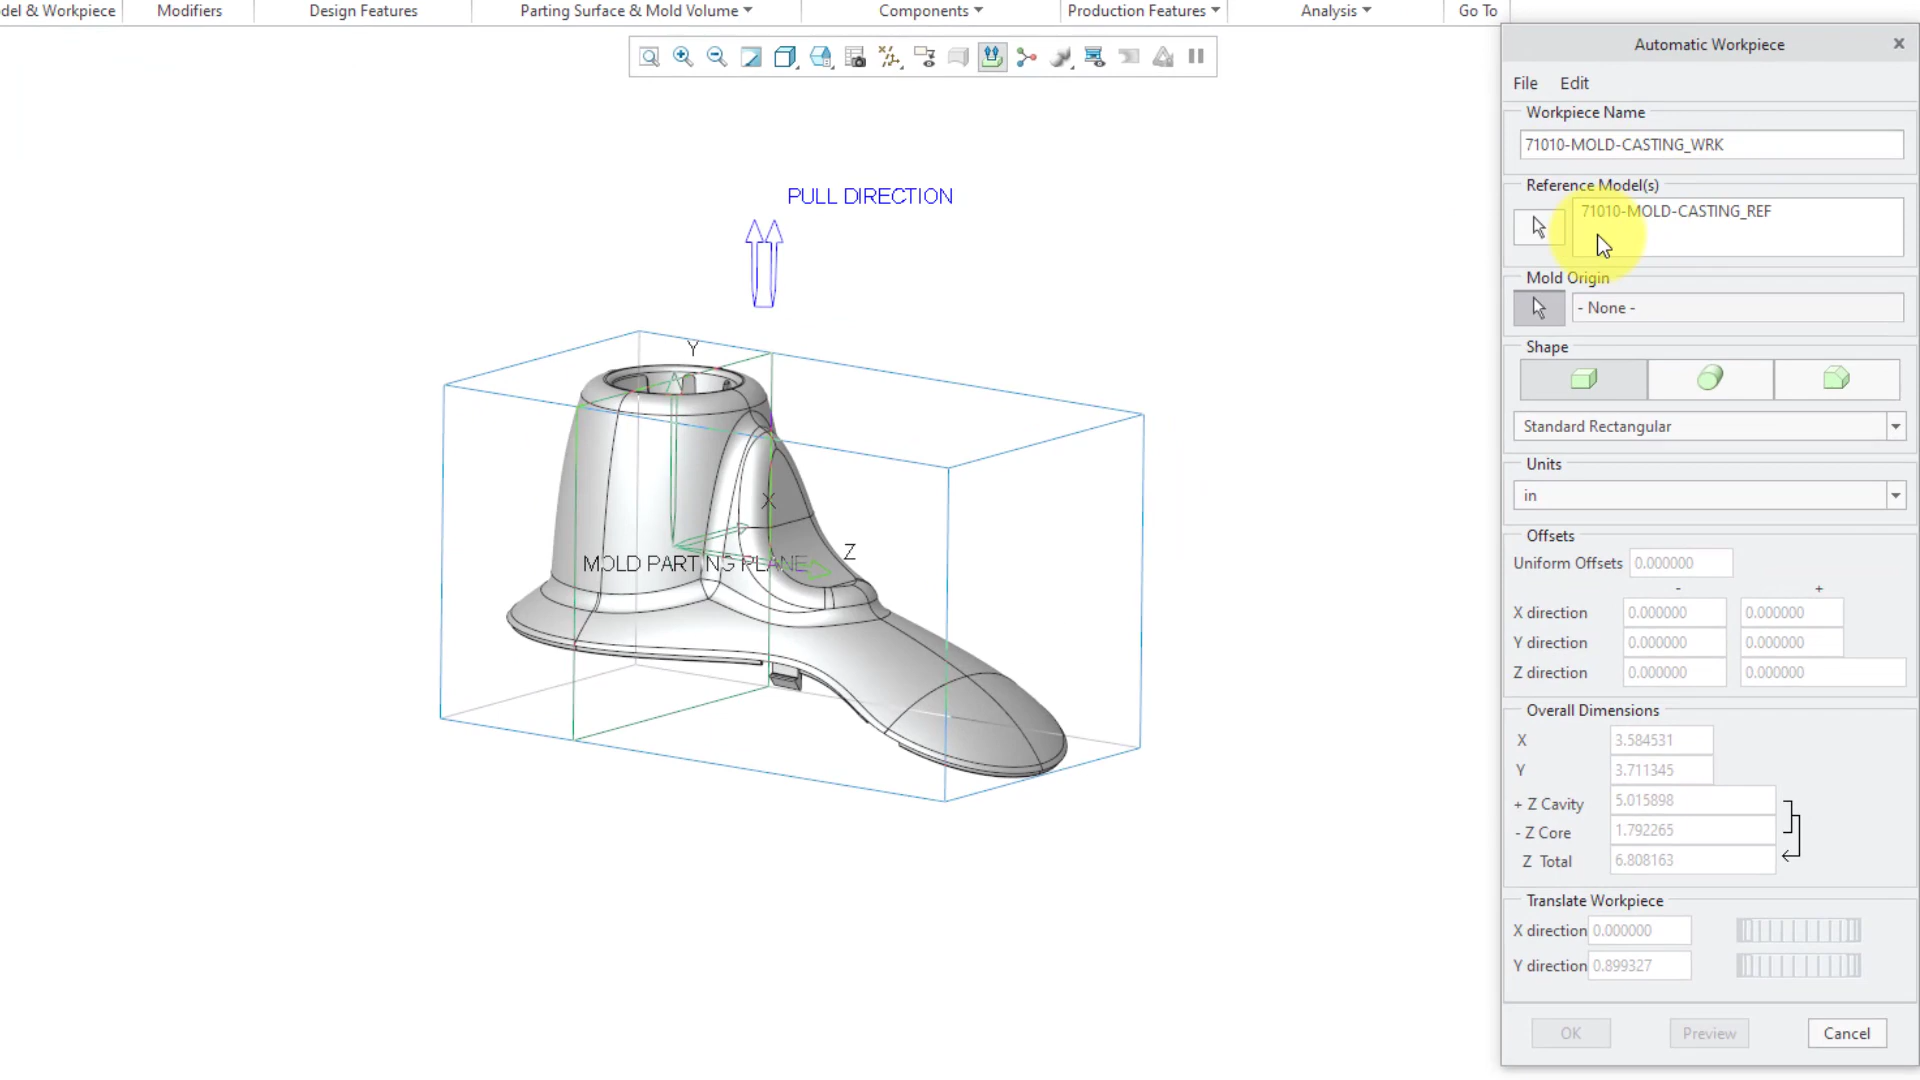 del & Workpiece
Modifiers
Design Features
Parting Surface & Mold Volume
Components
Production Features
Analysis
Go To
Automatic Workpiece
File Edit
Workpiece Name
71010-MOLD-CASTING_WRK
Reference Model(s)
71010-MOLD-CASTING_REF
Mold Origin
- None -
Shape
Standard Rectangular
Units
in
Offsets
Uniform Offsets 0.000000
- +
X direction 0.000000 0.000000
Y direction 0.000000 0.000000
Z direction 0.000000 0.000000
Overall Dimensions
X 3.584531
Y 3.711345
+ Z Cavity 5.015898
- Z Core 1.792265
Z Total 6.808163
Translate Workpiece
X direction 0.000000
Y direction 0.899327
OK Preview Cancel
PULL DIRECTION
Y
X
Z
MOLD PARTING PLANE